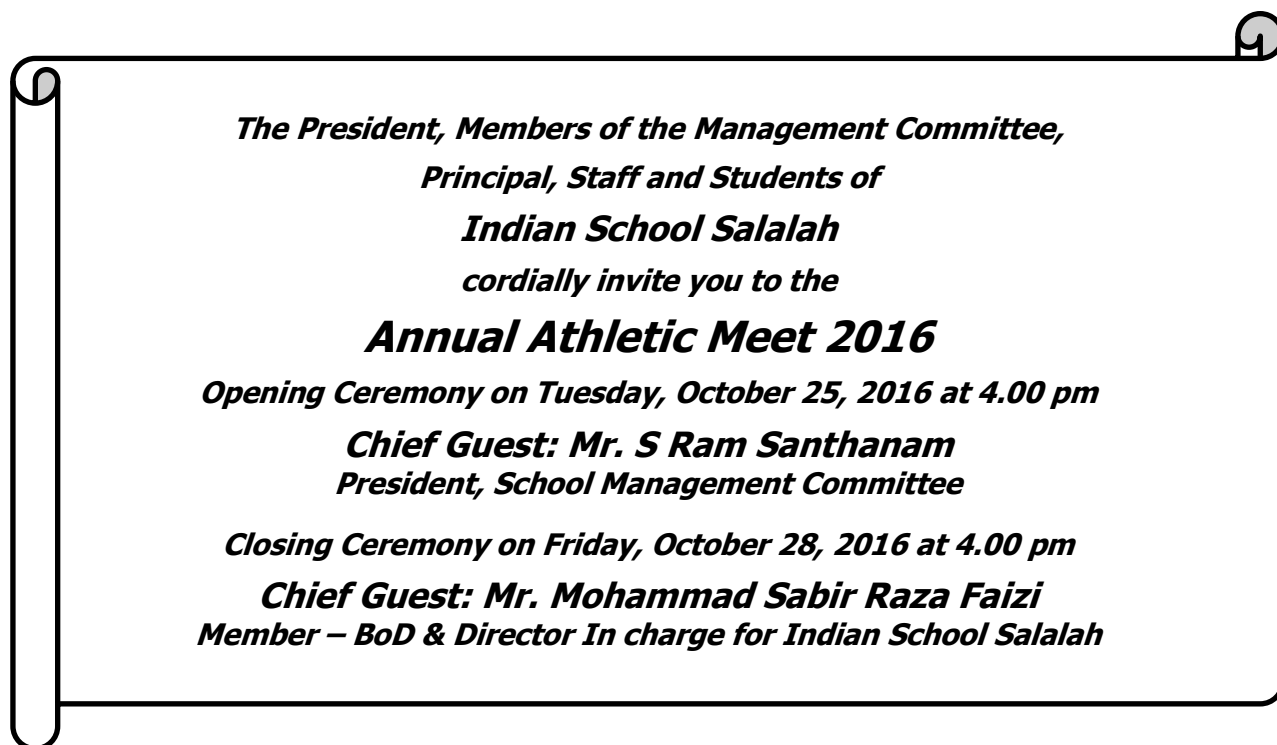 The President, Members of the Management Committee,
Principal, Staff and Students of
Indian School Salalah
cordially invite you to the
Annual Athletic Meet 2016
Opening Ceremony on Tuesday, October 25, 2016 at 4.00 pm
Chief Guest: Mr. S Ram Santhanam
President, School Management Committee
Closing Ceremony on Friday, October 28, 2016 at 4.00 pm
Chief Guest: Mr. Mohammad Sabir Raza Faizi
Member – BoD & Director In charge for Indian School Salalah